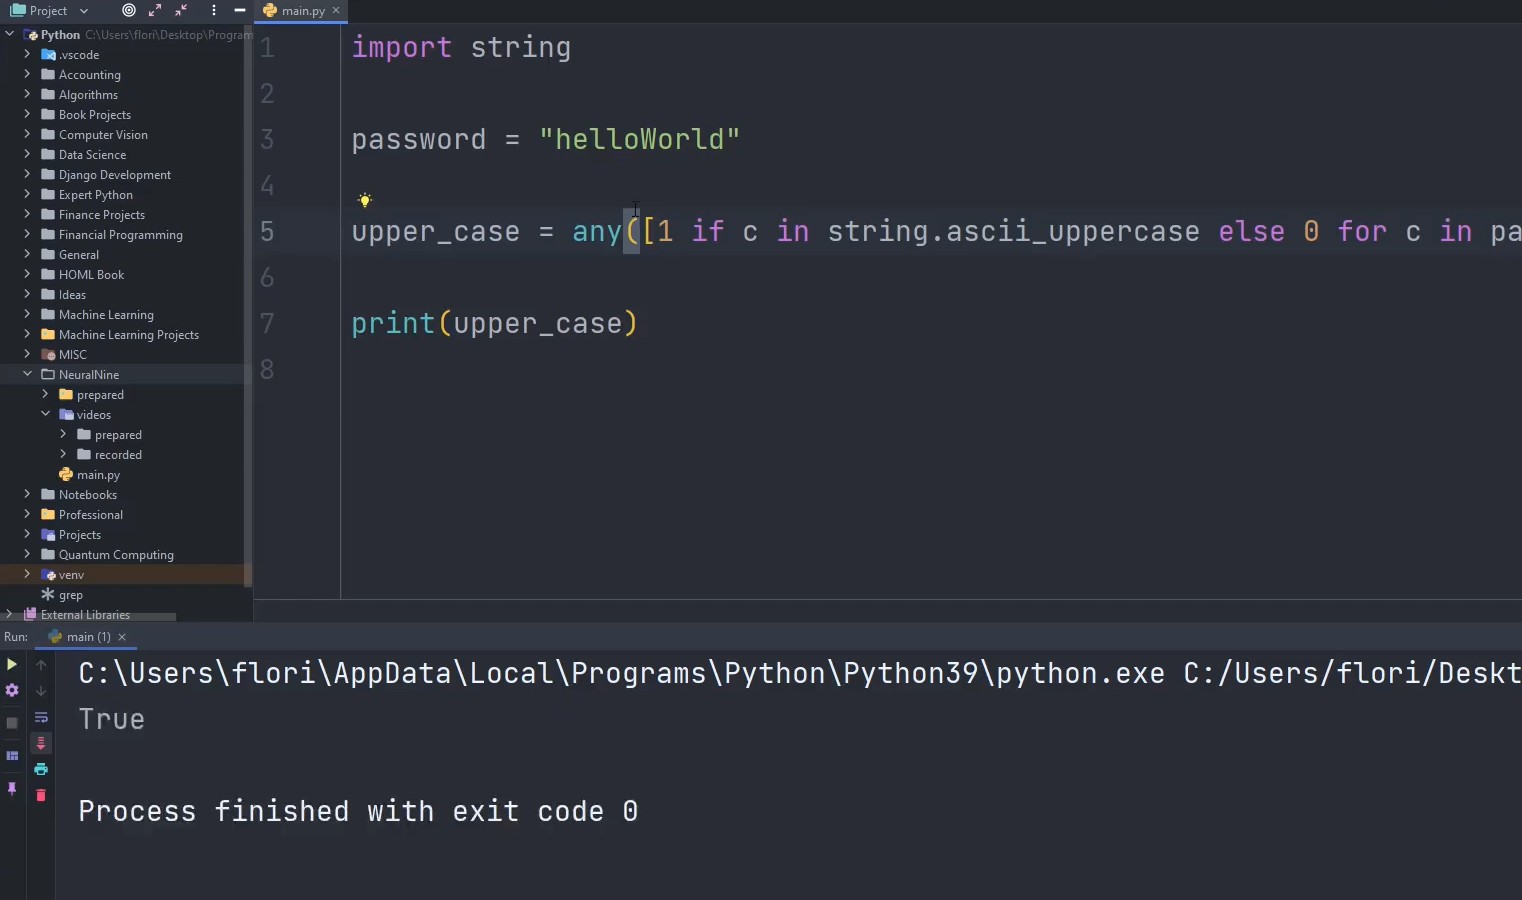 Project
main.py
Python C:\Users\flori\Desktop\Program
.vscode
Accounting
Algorithms
Book Projects
Computer Vision
Data Science
Django Development
Expert Python
Finance Projects
Financial Programming
General
HOML Book
Ideas
Machine Learning
Machine Learning Projects
MISC
NeuralNine
prepared
videos
prepared
recorded
main.py
Notebooks
Professional
Projects
Quantum Computing
venv
grep
External Libraries
1 import string
2
3 password = "helloWorld"
4
5 upper_case = any([1 if c in string.ascii_uppercase else 0 for c in pa
6
7 print(upper_case)
8
Run: main (1)
C:\Users\flori\AppData\Local\Programs\Python\Python39\python.exe C:/Users/flori/Deskt
True
Process finished with exit code 0